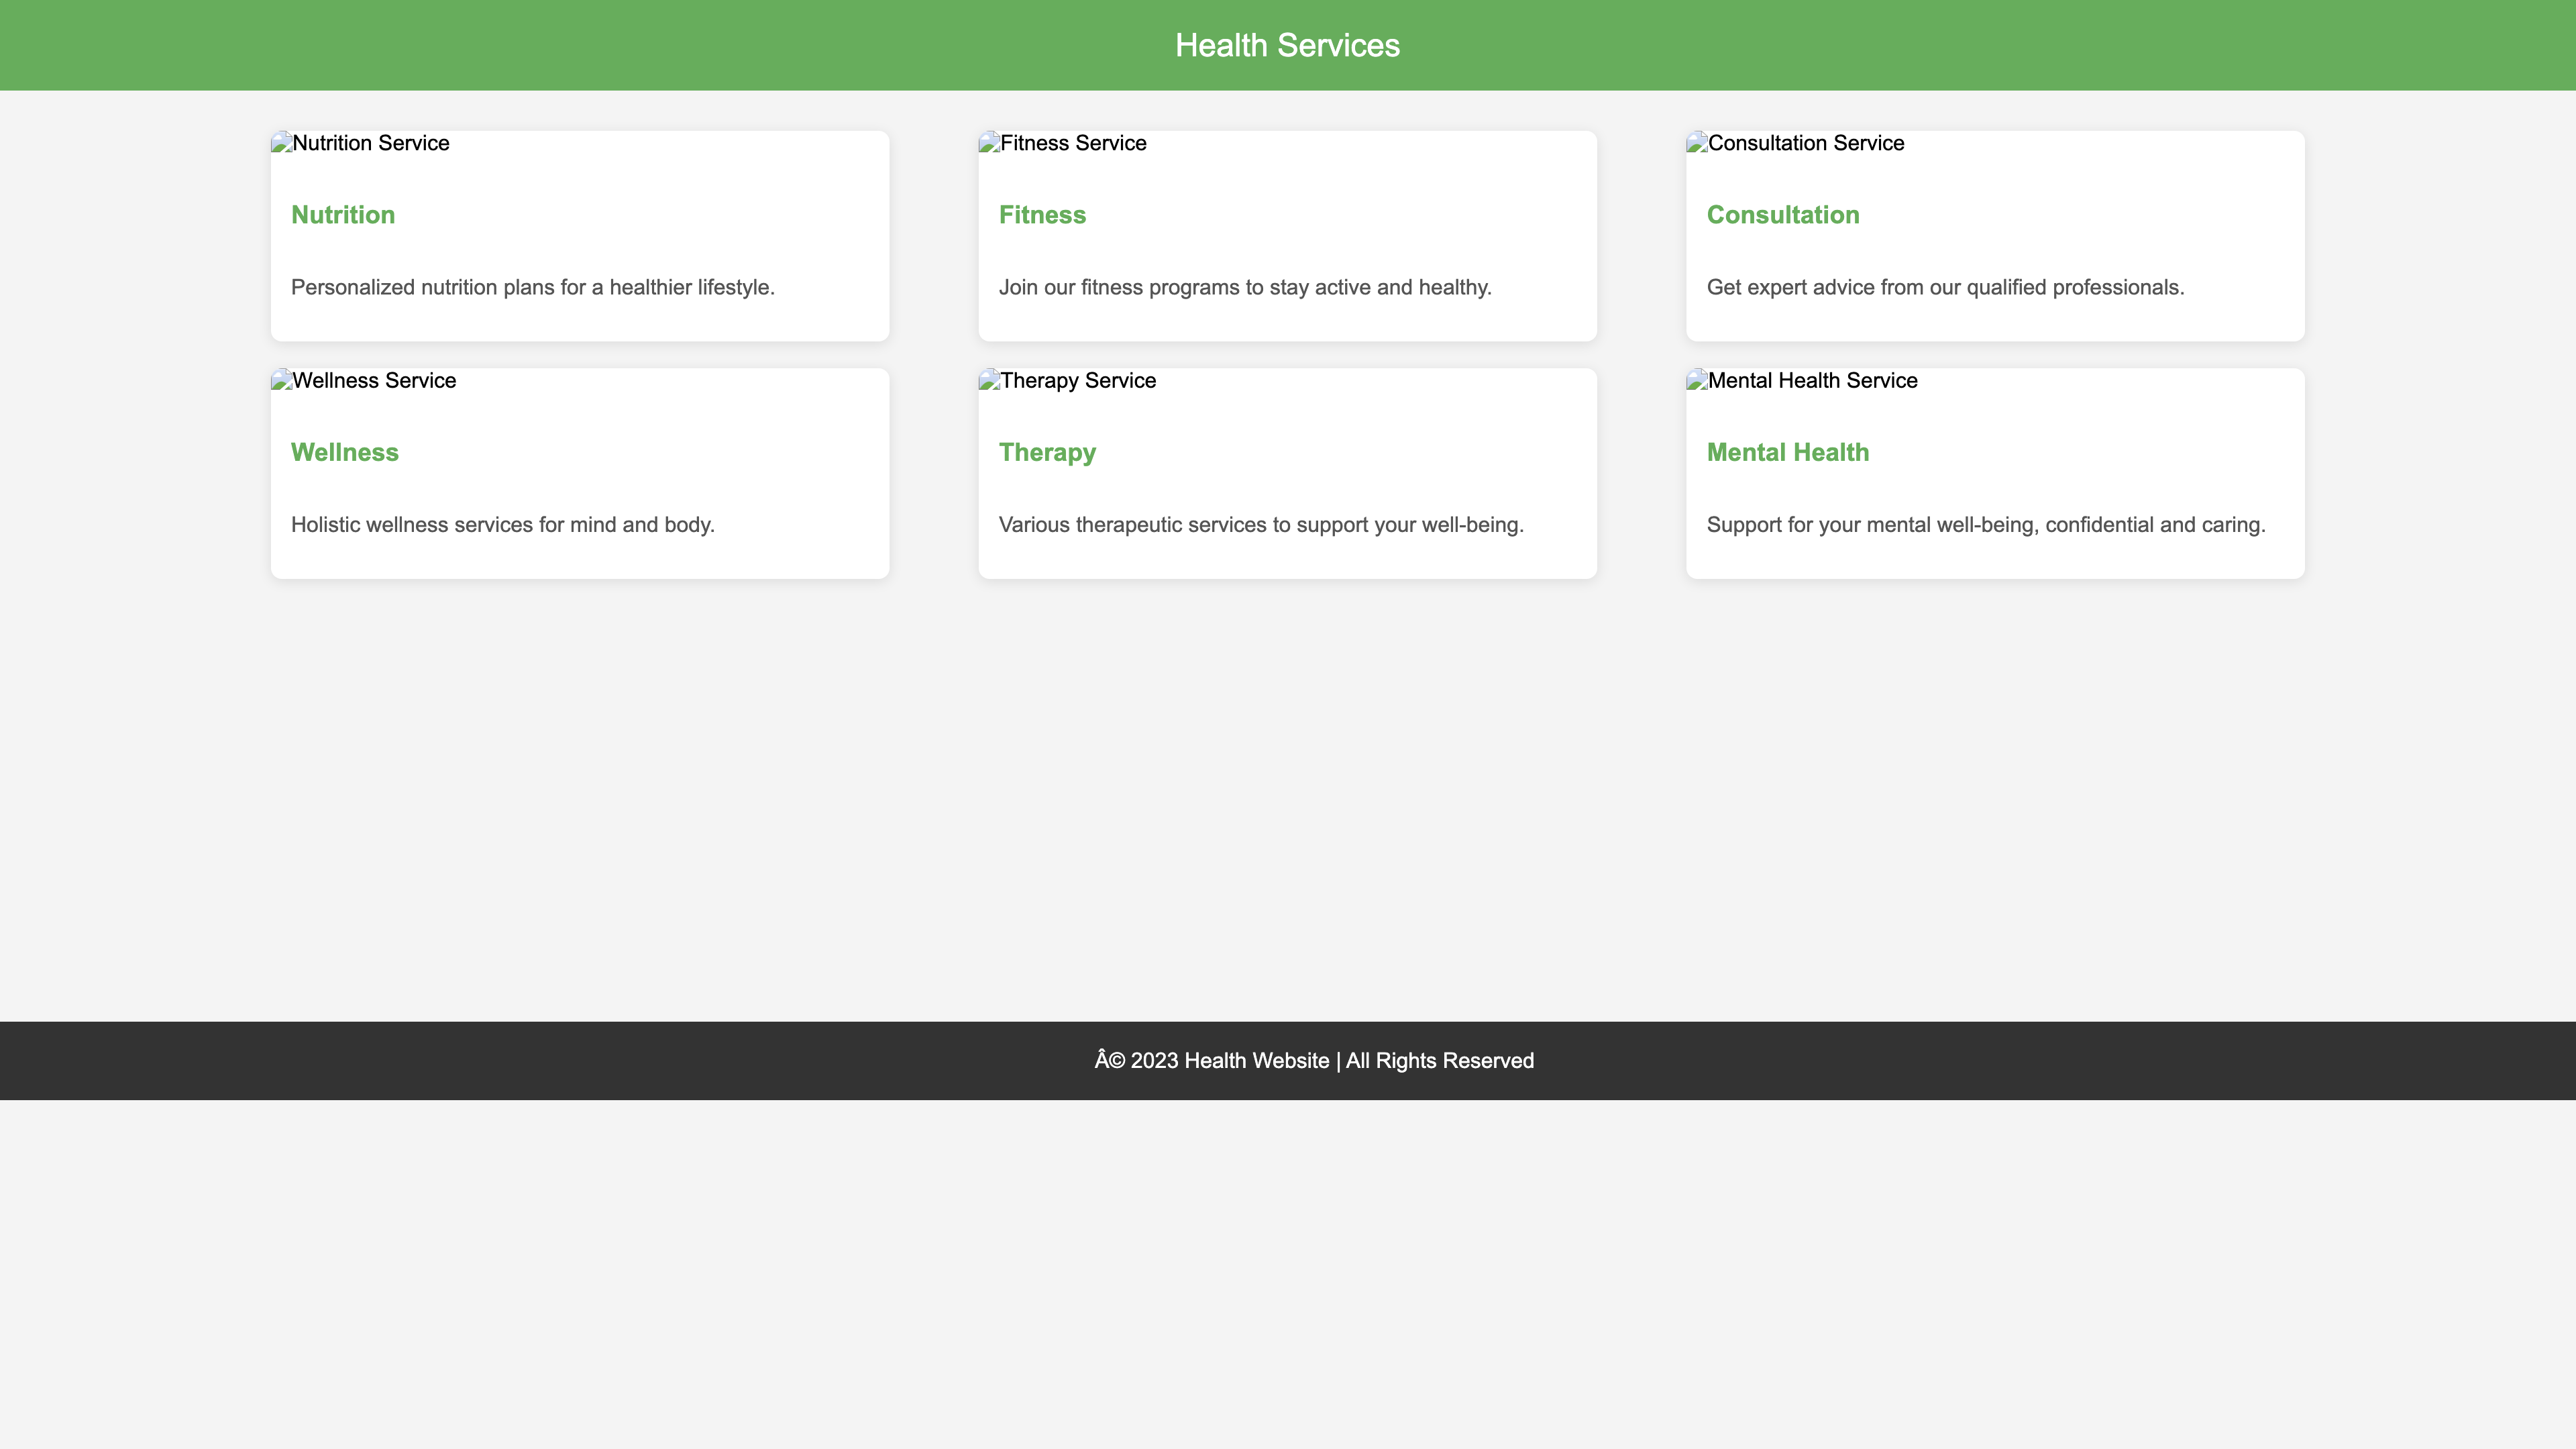 Health Services
Nutrition Service
Nutrition
Personalized nutrition plans for a healthier lifestyle.
Fitness Service
Fitness
Join our fitness programs to stay active and healthy.
Consultation Service
Consultation
Get expert advice from our qualified professionals.
Wellness Service
Wellness
Holistic wellness services for mind and body.
Therapy Service
Therapy
Various therapeutic services to support your well-being.
Mental Health Service
Mental Health
Support for your mental well-being, confidential and caring.
Â© 2023 Health Website | All Rights Reserved